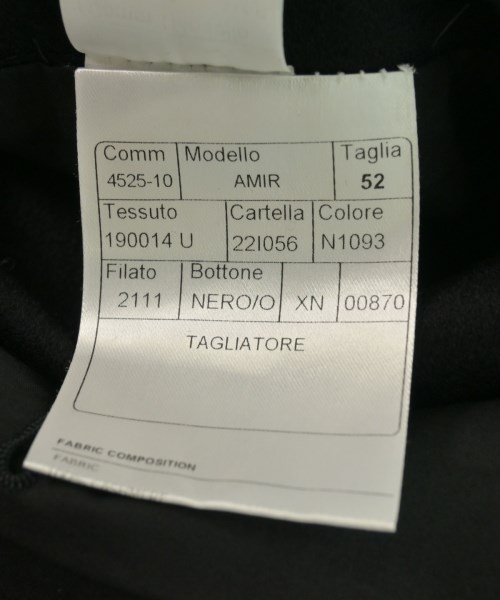 Comm Modello Taglia
4525-10 AMIR 52
Tessuto Cartella Colore
190014 U 22I056 N1093
Filato Bottone
2111 NERO/O XN 00870
TAGLIATORE
FABRIC COMPOSITION
FABRIC